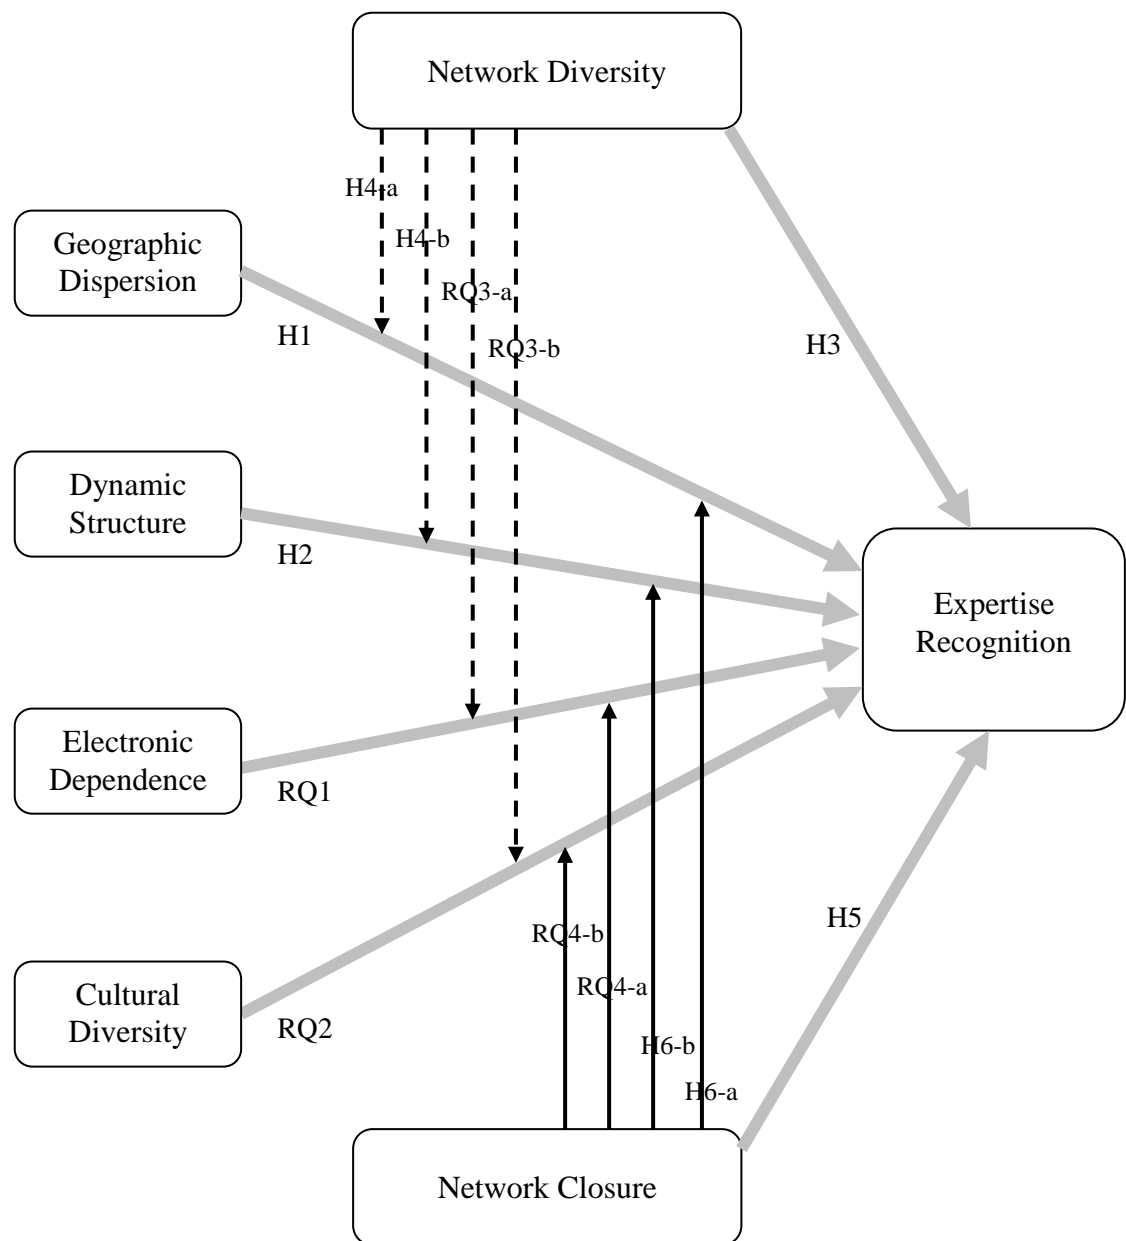 Network Diversity
H4-a
Geographic
Dispersion
H4-b
RQ3-a
H1
RQ3-b
H3
Dynamic
Structure
H2
Expertise
Recognition
Electronic
Dependence
RQ1
H5
RQ4-b
Cultural
Diversity
RQ4-a
RQ2
H6-b
H6-a
Network Closure